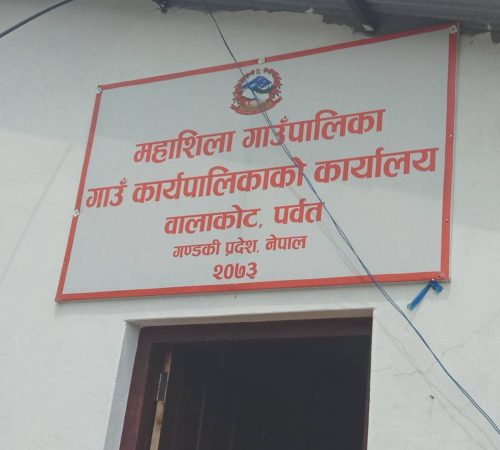 महाशिला गाउँपालिका
गाउँ कार्यपालिकाको कार्यालय
वालाकोट, पर्वत
गण्डकी प्रदेश, नेपाल
२०७३